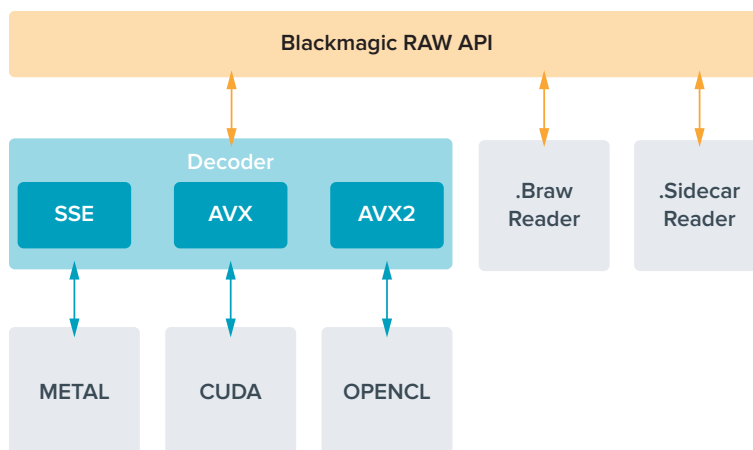 Blackmagic RAW API
Decoder
SSE
AVX
AVX2
.Braw
Reader
.Sidecar
Reader
METAL
CUDA
OPENCL